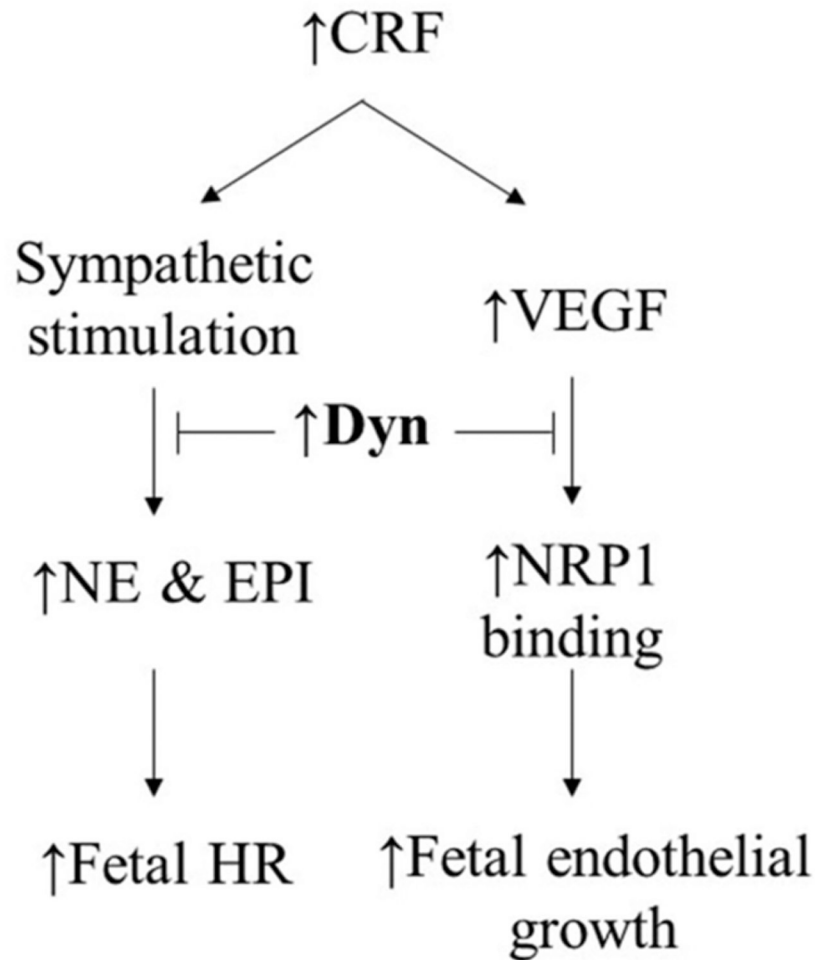 ↑CRF
Sympathetic
stimulation
↑VEGF
↑Dyn
↑NE & EPI
↑NRP1
binding
↑Fetal HR
↑Fetal endothelial
growth